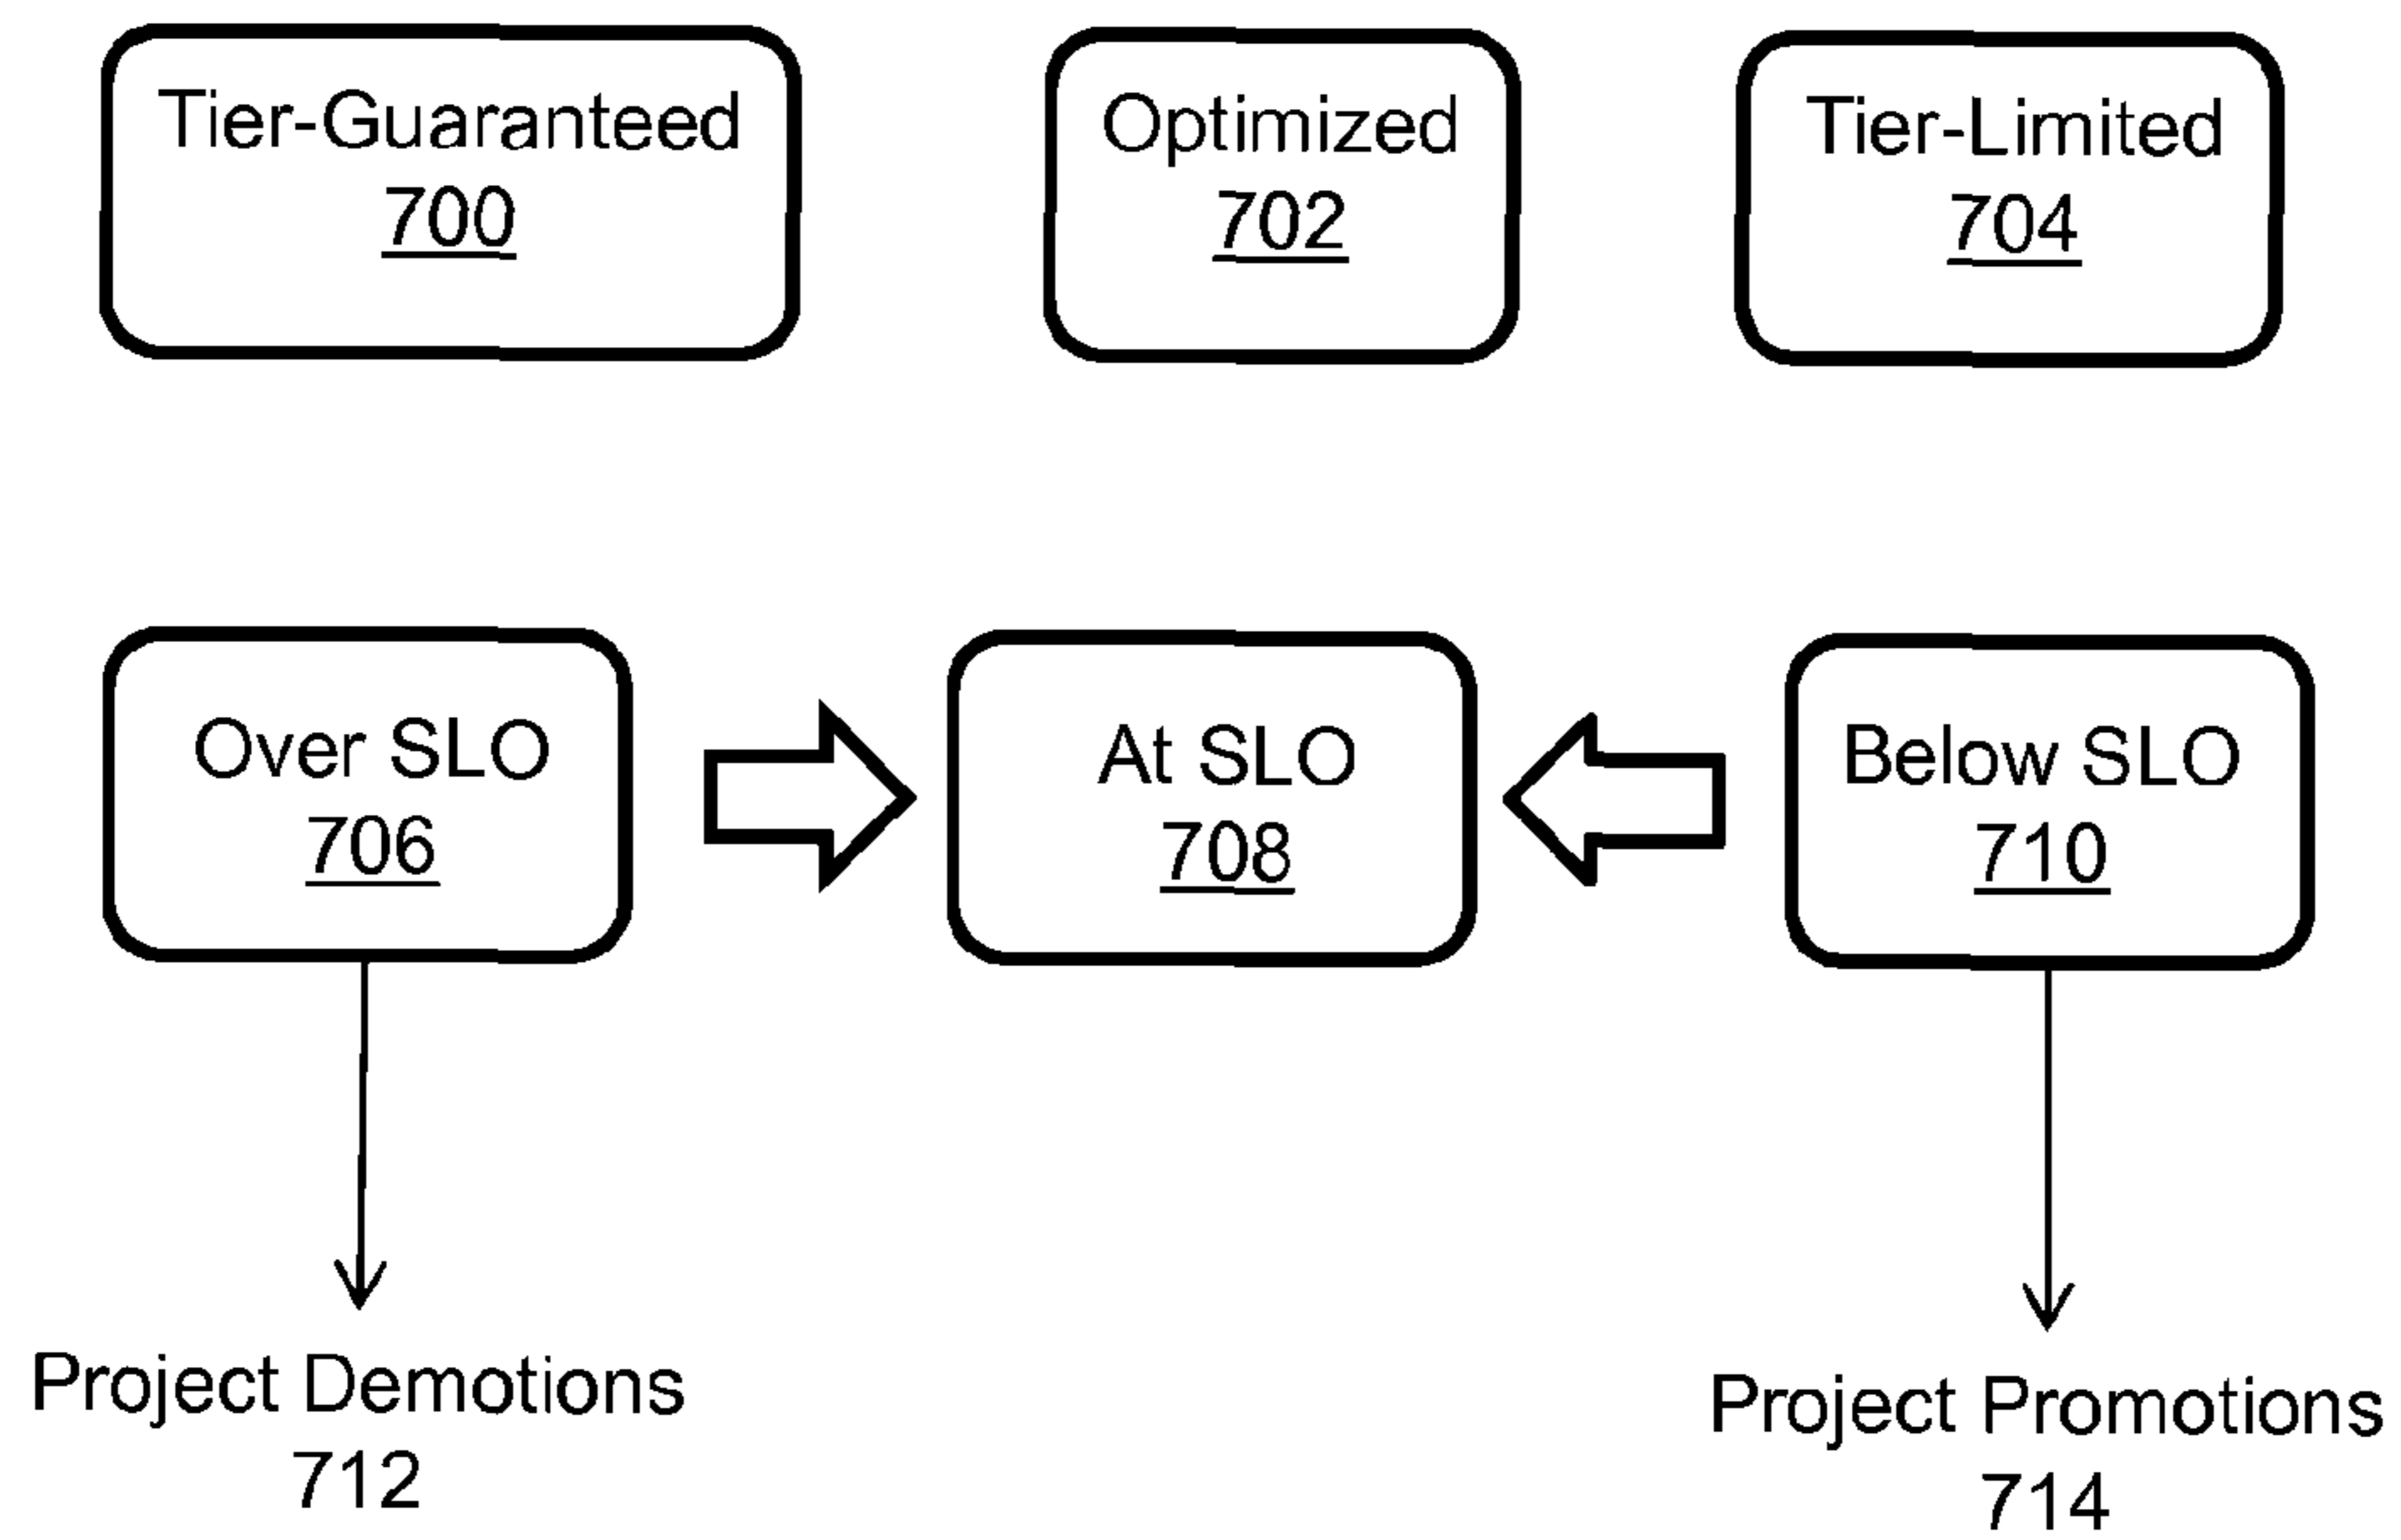 Tier-Guaranteed
700
Optimized
702
Tier-Limited
704
Over SLO
706
At SLO
708
Below SLO
710
Project Demotions
712
Project Promotions
714